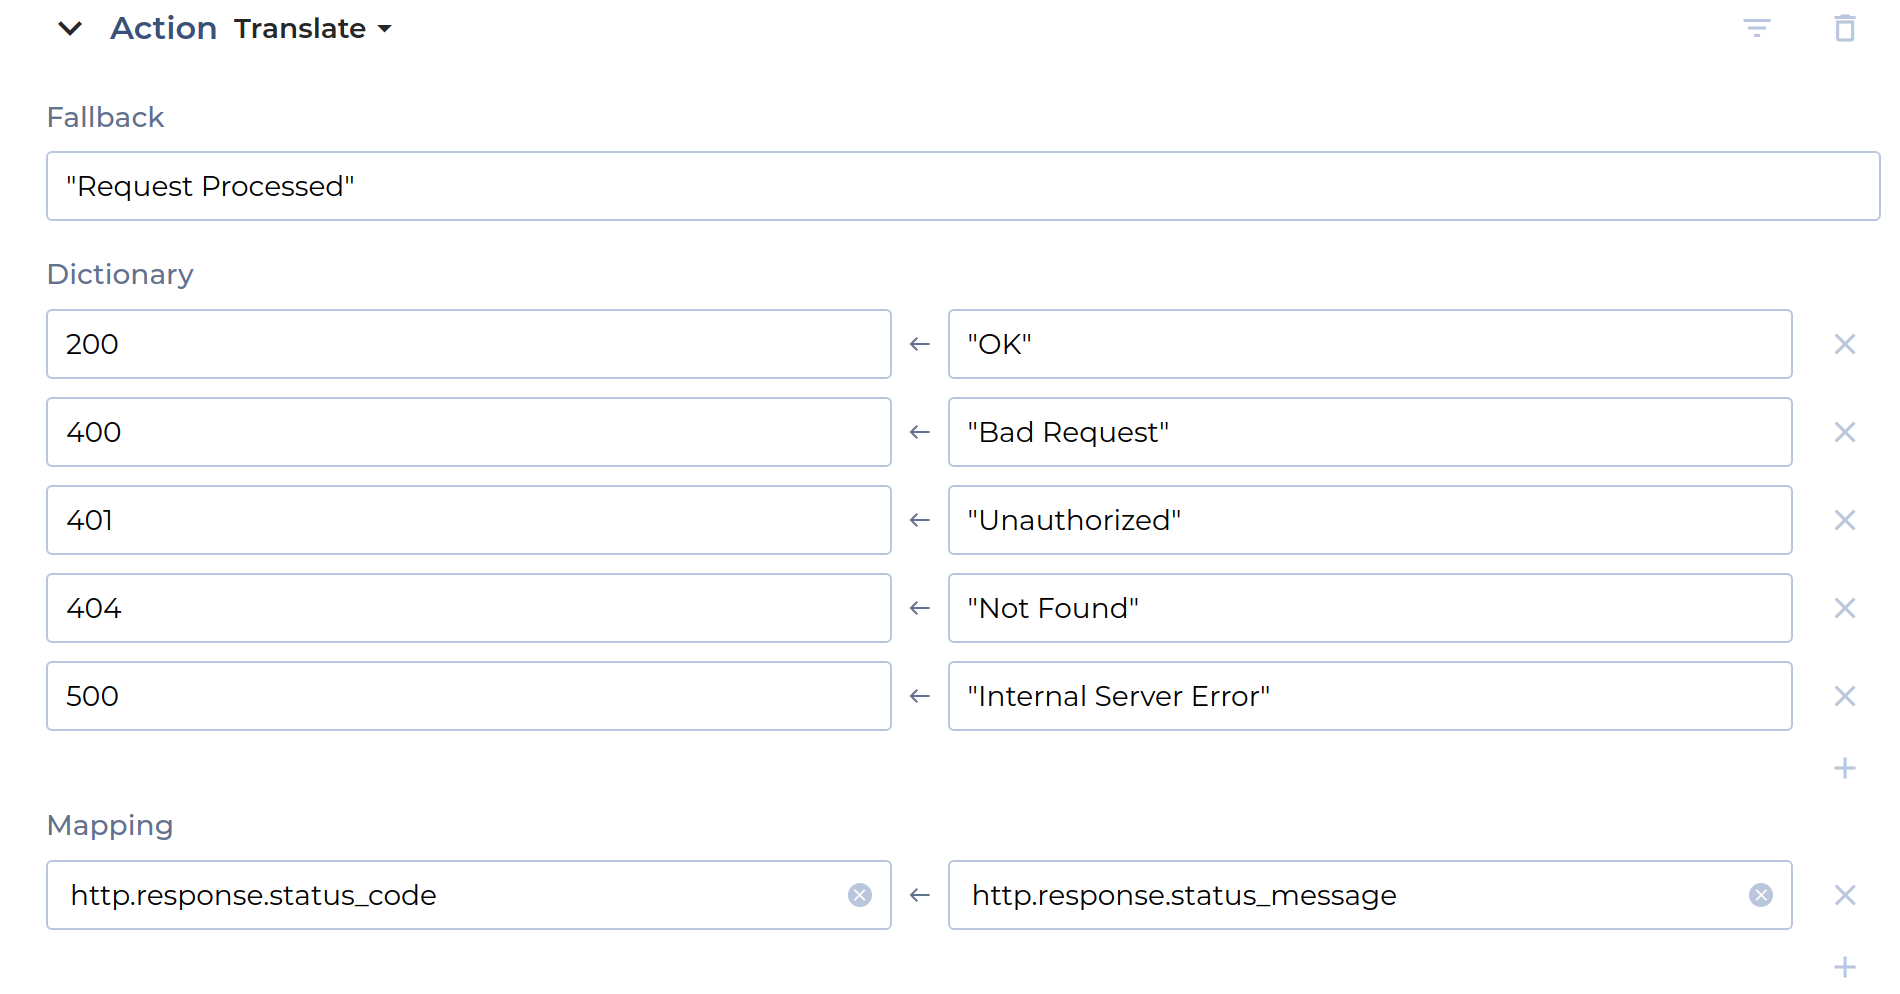 Action Translate
Fallback
"Request Processed"
Dictionary
200 ← "OK"
400 ← "Bad Request"
401 ← "Unauthorized"
404 ← "Not Found"
500 ← "Internal Server Error"
Mapping
http.response.status_code ← http.response.status_message